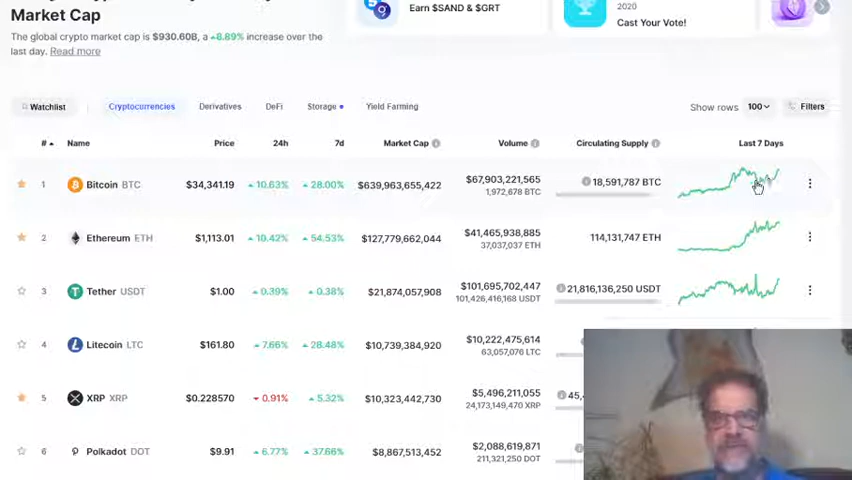 Market Cap
The global crypto market cap is $930.60B, a 8.89% increase over the
last day. Read more
Earn $SAND & $GRT
2020
Cast Your Vote!
Watchlist
Cryptocurrencies
Derivatives
DeFi
Storage
Yield Farming
Show rows
100
Filters
# Name Price 24h 7d Market Cap Volume Circulating Supply Last 7 Days
1 Bitcoin BTC $34,341.19 10.63% 28.00% $639,963,655,422 $67,903,221,565 18,591,787 BTC
1,972,678 BTC
2 Ethereum ETH $1,113.01 10.42% 54.53% $127,779,662,044 $41,465,938,885 114,131,747 ETH
37,037,037 ETH
3 Tether USDT $1.00 0.39% 0.38% $21,874,057,908 $101,695,702,447 21,816,136,250 USDT
101,426,416,168 USDT
4 Litecoin LTC $161.80 7.66% 28.48% $10,739,384,920 $10,222,475,614
63,057,076 LTC
5 XRP XRP $0.228570 0.91% 5.32% $10,323,442,730 $5,496,211,055 45,
24,173,149,470 XRP
6 Polkadot DOT $9.91 6.77% 37.66% $8,867,513,452 $2,088,619,871
211,321,250 DOT